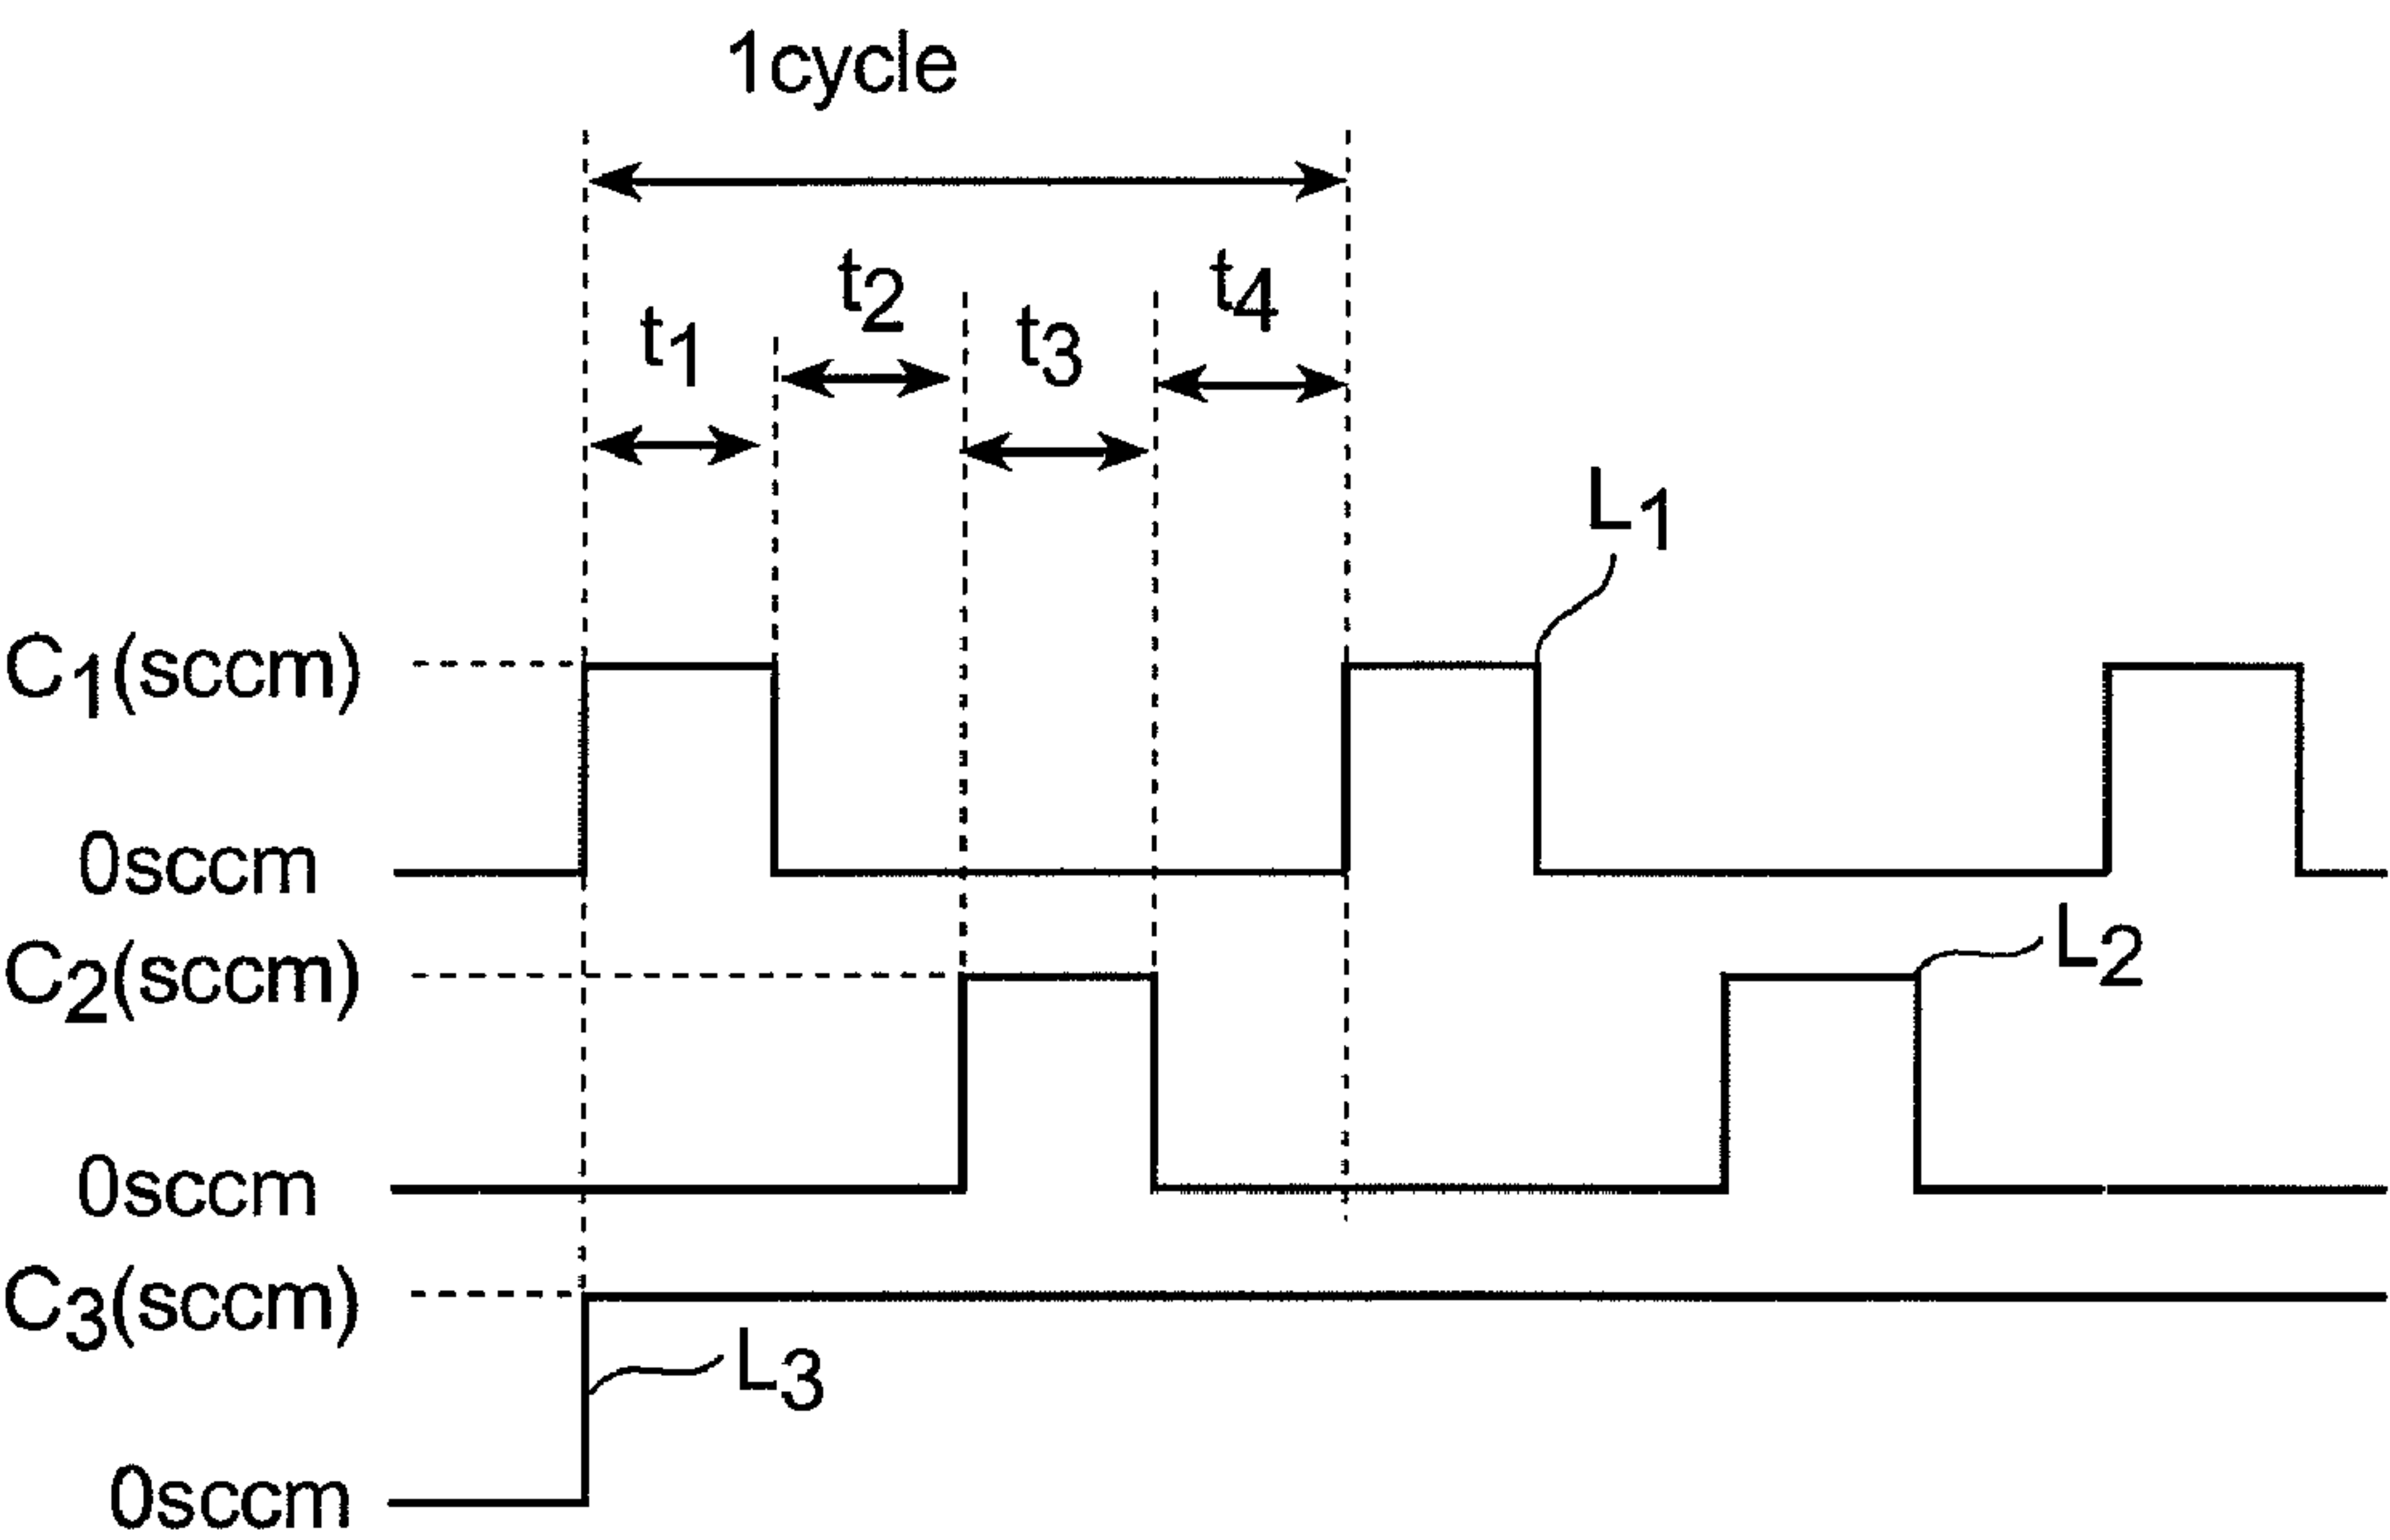 1cycle
t2
t4
t1
t3
L1
C1(sccm)
0sccm
L2
C2(sccm)
0sccm
C3(sccm)
L3
0sccm